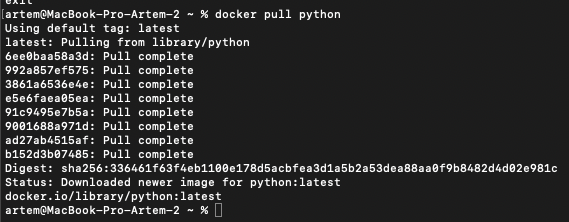 exit
artem@MacBook-Pro-Artem-2 ~ % docker pull python
Using default tag: latest
latest: Pulling from library/python
6ee0baa58a3d: Pull complete
992a857ef575: Pull complete
3861a6536e4e: Pull complete
e5e6faea05ea: Pull complete
91c9495e7b5a: Pull complete
9001688a971d: Pull complete
ad27ab4515af: Pull complete
b152d3b07485: Pull complete
Digest: sha256:336461f63f4eb1100e178d5acbfea3d1a5b2a53dea88aa0f9b8482d4d02e981c
Status: Downloaded newer image for python:latest
docker.io/library/python:latest
artem@MacBook-Pro-Artem-2 ~ %